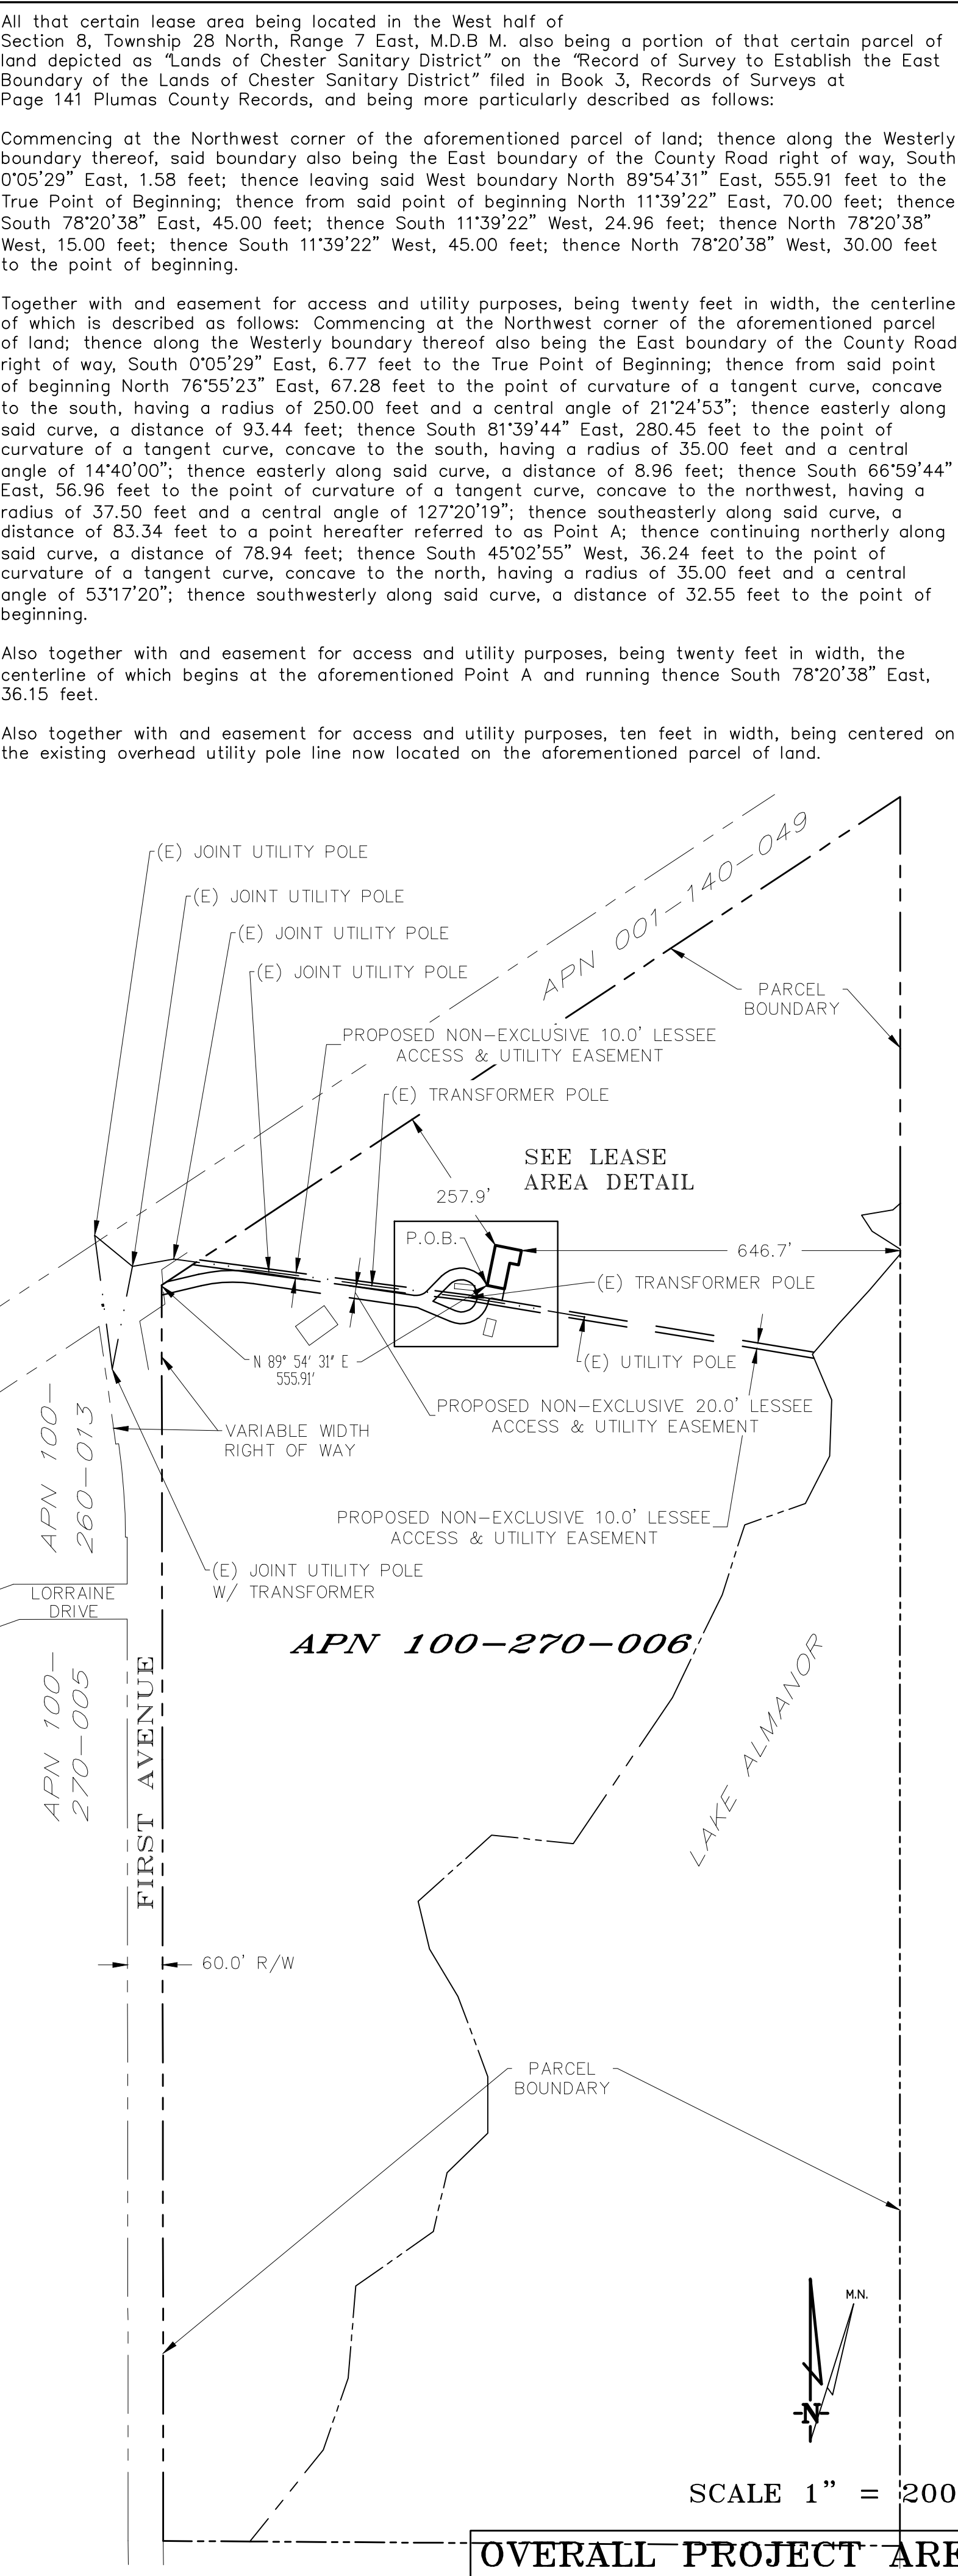 All that certain lease area being located in the West half of
Section 8, Township 28 North, Range 7 East, M.D.B M. also being a portion of that certain parcel of
land depicted as "Lands of Chester Sanitary District" on the "Record of Survey to Establish the East
Boundary of the Lands of Chester Sanitary District" filed in Book 3, Records of Surveys at
Page 141 Plumas County Records, and being more particularly described as follows:
Commencing at the Northwest corner of the aforementioned parcel of land; thence along the Westerly
boundary thereof, said boundary also being the East boundary of the County Road right of way, South
0°05'29" East, 1.58 feet; thence leaving said West boundary North 89°54'31" East, 555.91 feet to the
True Point of Beginning; thence from said point of beginning North 11°39'22" East, 70.00 feet; thence
South 78°20'38" East, 45.00 feet; thence South 11°39'22" West, 24.96 feet; thence North 78°20'38"
West, 15.00 feet; thence South 11°39'22" West, 45.00 feet; thence North 78°20'38" West, 30.00 feet
to the point of beginning.
Together with and easement for access and utility purposes, being twenty feet in width, the centerline
of which is described as follows: Commencing at the Northwest corner of the aforementioned parcel
of land; thence along the Westerly boundary thereof also being the East boundary of the County Road
right of way, South 0°05'29" East, 6.77 feet to the True Point of Beginning; thence from said point
of beginning North 76°55'23" East, 67.28 feet to the point of curvature of a tangent curve, concave
to the south, having a radius of 250.00 feet and a central angle of 21°24'53"; thence easterly along
said curve, a distance of 93.44 feet; thence South 81°39'44" East, 280.45 feet to the point of
curvature of a tangent curve, concave to the south, having a radius of 35.00 feet and a central
angle of 14°40'00"; thence easterly along said curve, a distance of 8.96 feet; thence South 66°59'44"
East, 56.96 feet to the point of curvature of a tangent curve, concave to the northwest, having a
radius of 37.50 feet and a central angle of 127°20'19"; thence southeasterly along said curve, a
distance of 83.34 feet to a point hereafter referred to as Point A; thence continuing northerly along
said curve, a distance of 78.94 feet; thence South 45°02'55" West, 36.24 feet to the point of
curvature of a tangent curve, concave to the north, having a radius of 35.00 feet and a central
angle of 53°17'20"; thence southwesterly along said curve, a distance of 32.55 feet to the point of
beginning.
Also together with and easement for access and utility purposes, being twenty feet in width, the
centerline of which begins at the aforementioned Point A and running thence South 78°20'38" East,
36.15 feet.
Also together with and easement for access and utility purposes, ten feet in width, being centered on
the existing overhead utility pole line now located on the aforementioned parcel of land.
(E) JOINT UTILITY POLE
(E) JOINT UTILITY POLE
(E) JOINT UTILITY POLE
(E) JOINT UTILITY POLE
APN 001-140-049
PARCEL
BOUNDARY
PROPOSED NON-EXCLUSIVE 10.0' LESSEE
ACCESS & UTILITY EASEMENT
(E) TRANSFORMER POLE
SEE LEASE
AREA DETAIL
257.9'
P.O.B.
646.7'
(E) TRANSFORMER POLE
N 89° 54' 31" E
555.91'
(E) UTILITY POLE
PROPOSED NON-EXCLUSIVE 20.0' LESSEE
ACCESS & UTILITY EASEMENT
VARIABLE WIDTH
RIGHT OF WAY
APN 100-
260-013
PROPOSED NON-EXCLUSIVE 10.0' LESSEE
ACCESS & UTILITY EASEMENT
(E) JOINT UTILITY POLE
W/ TRANSFORMER
LORRAINE
DRIVE
APN 100-270-006
APN 100-
270-005
FIRST AVENUE
LAKE ALMANOR
60.0' R/W
PARCEL
BOUNDARY
M.N.
N
SCALE 1" = 200
OVERALL PROJECT ARE